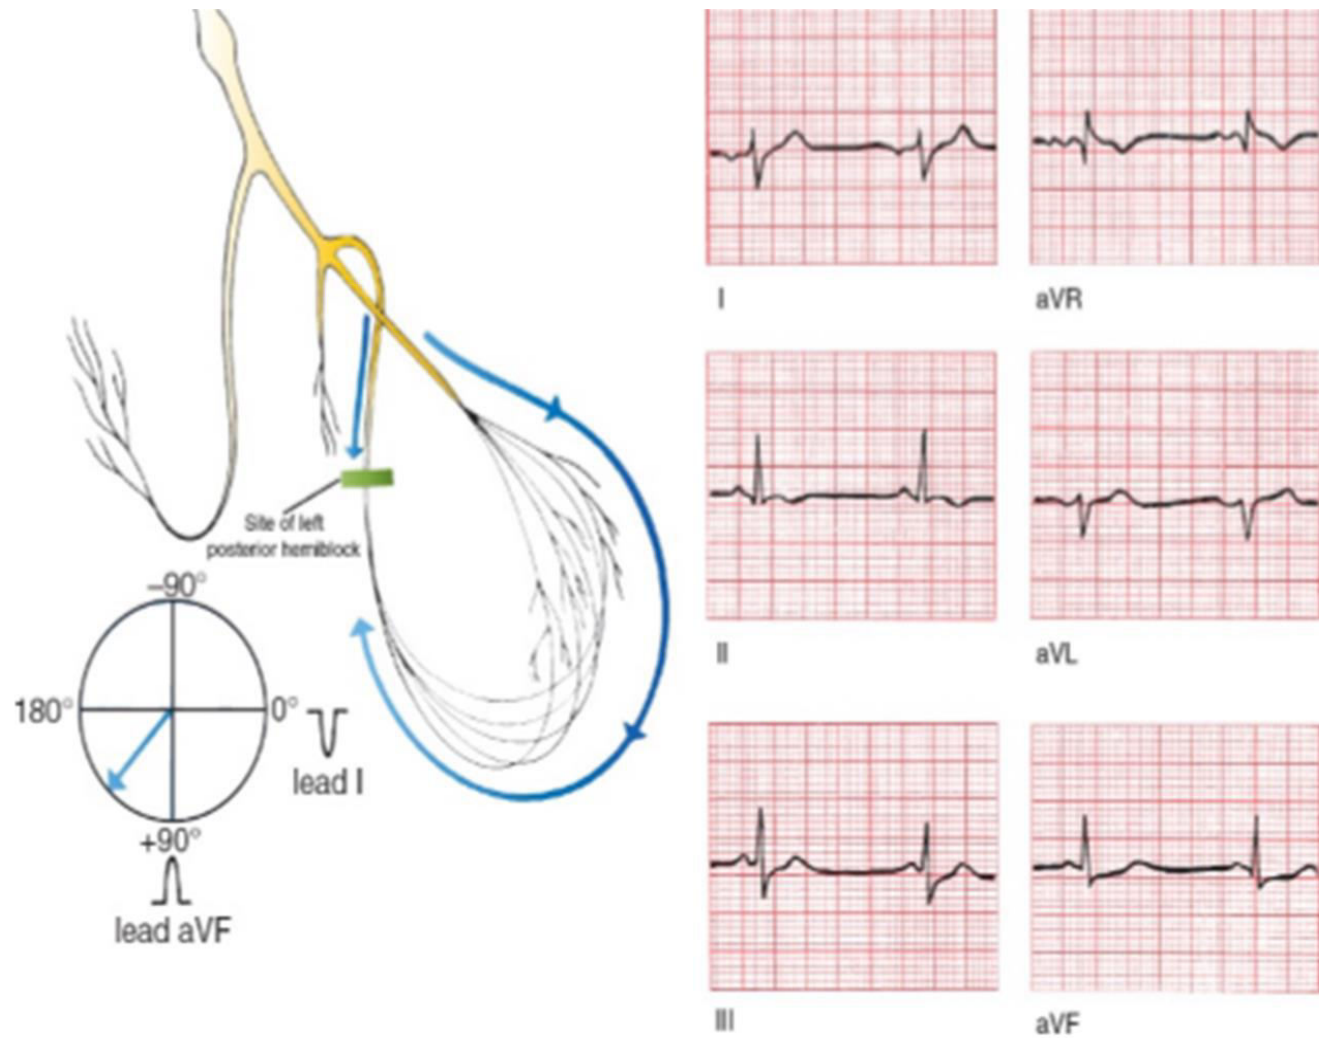 Site of left
posterior hemiblock
–90°
180°
0°
lead I
+90°
lead aVF
I
aVR
II
aVL
III
aVF